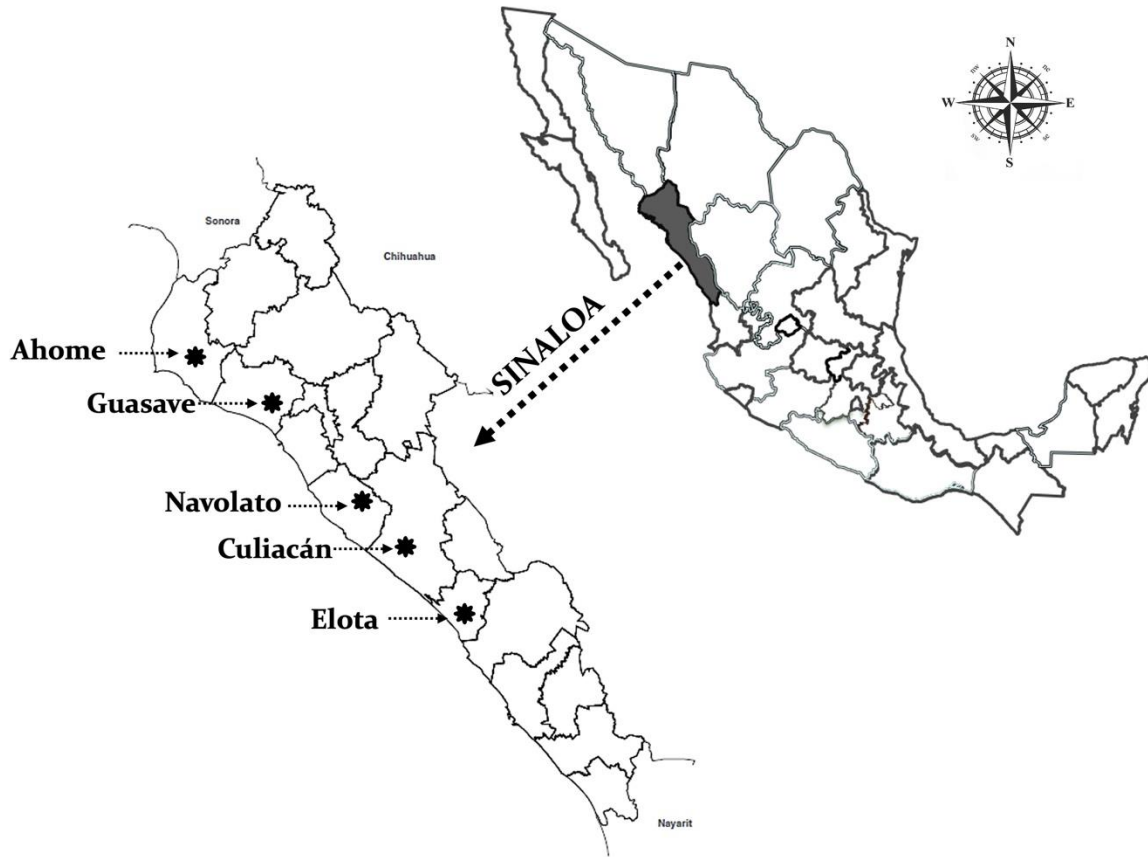 N
W
E
S
Sonora
Chihuahua
SINALOA
Ahome
Guasave
Navolato
Culiacán
Elota
Nayarit